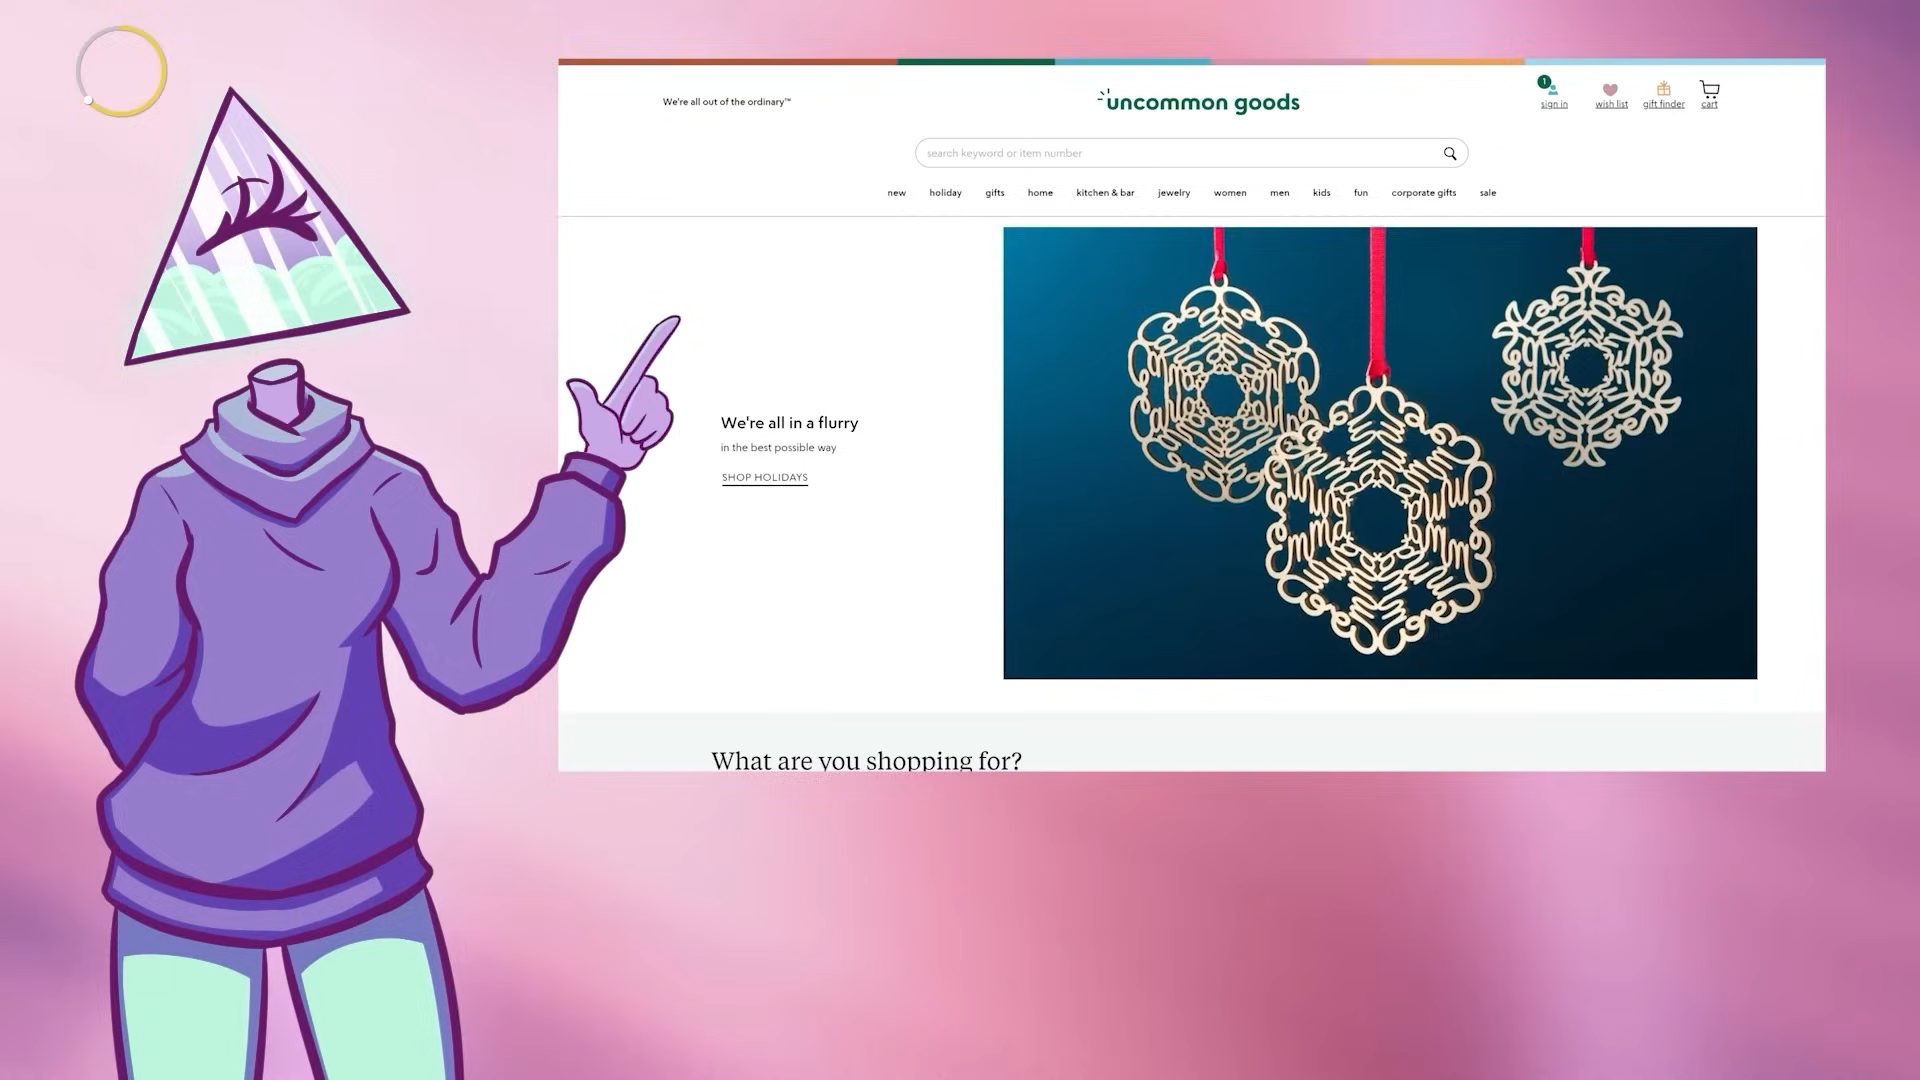 We're all out of the ordinary™
uncommon goods
1
sign in
wish list
gift finder
cart
search keyword or item number
new holiday gifts home kitchen & bar jewelry women men kids fun corporate gifts sale
We're all in a flurry
in the best possible way
SHOP HOLIDAYS
What are you shopping for?